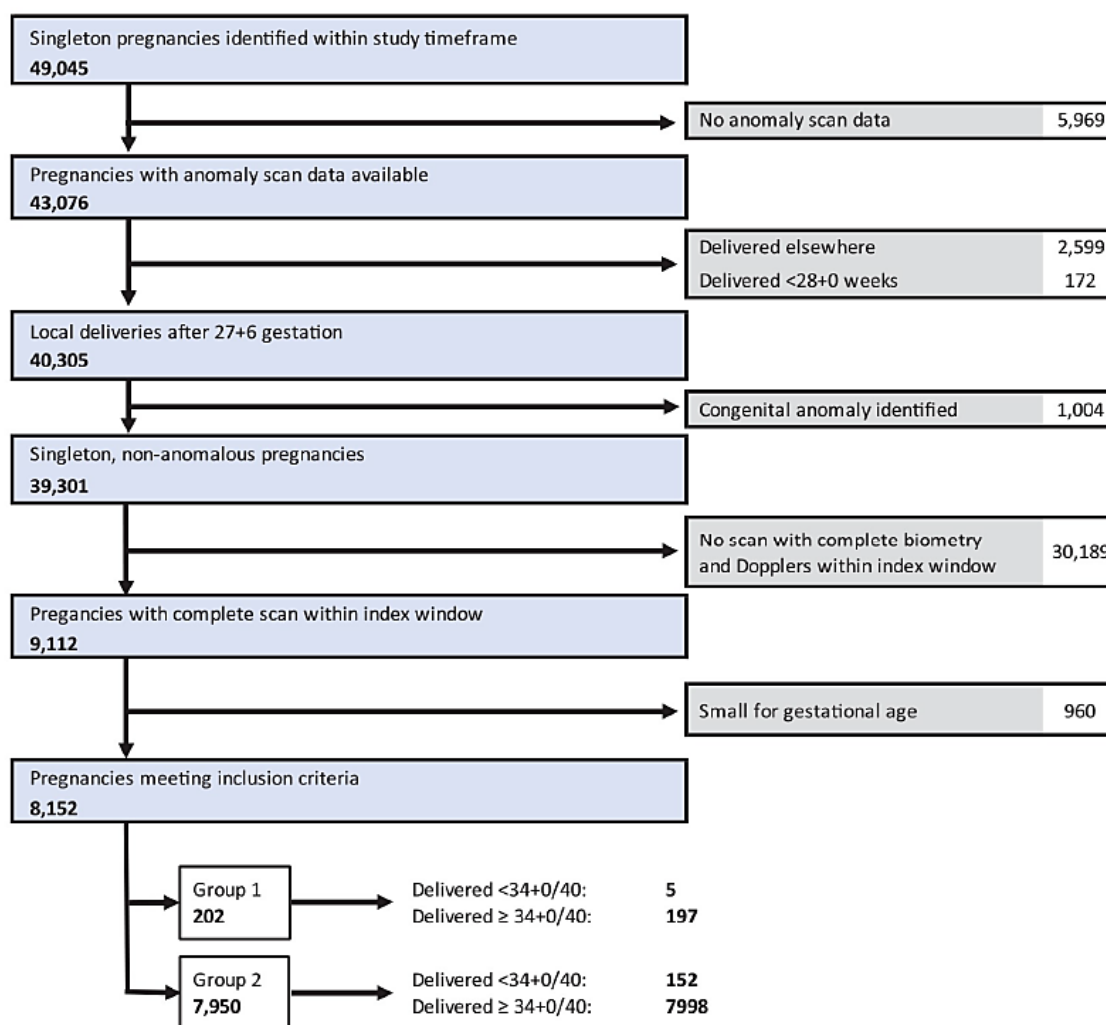 Singleton pregnancies identified within study timeframe
49,045
No anomaly scan data 5,969
Pregnancies with anomaly scan data available
43,076
Delivered elsewhere 2,599
Delivered <28+0 weeks 172
Local deliveries after 27+6 gestation
40,305
Congenital anomaly identified 1,004
Singleton, non-anomalous pregnancies
39,301
No scan with complete biometry
and Dopplers within index window 30,189
Pregancies with complete scan within index window
9,112
Small for gestational age 960
Pregnancies meeting inclusion criteria
8,152
Group 1
202
Delivered <34+0/40: 5
Delivered ≥ 34+0/40: 197
Group 2
7,950
Delivered <34+0/40: 152
Delivered ≥ 34+0/40: 7998